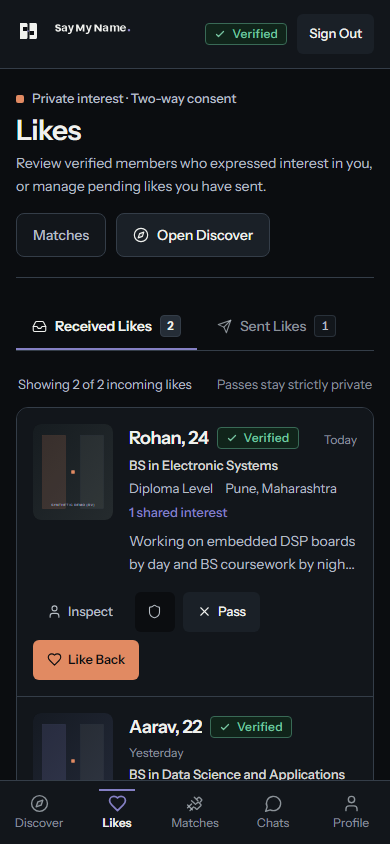 Say My Name.
Verified
Sign Out
Private interest · Two-way consent
Likes
Review verified members who expressed interest in you,
or manage pending likes you have sent.
Matches
Open Discover
Received Likes 2
Sent Likes 1
Showing 2 of 2 incoming likes
Passes stay strictly private
Rohan, 24
Verified
Today
BS in Electronic Systems
Diploma Level Pune, Maharashtra
1 shared interest
Working on embedded DSP boards
by day and BS coursework by nigh...
Inspect
Pass
Like Back
Aarav, 22
Verified
Yesterday
BS in Data Science and Applications
Discover
Likes
Matches
Chats
Profile